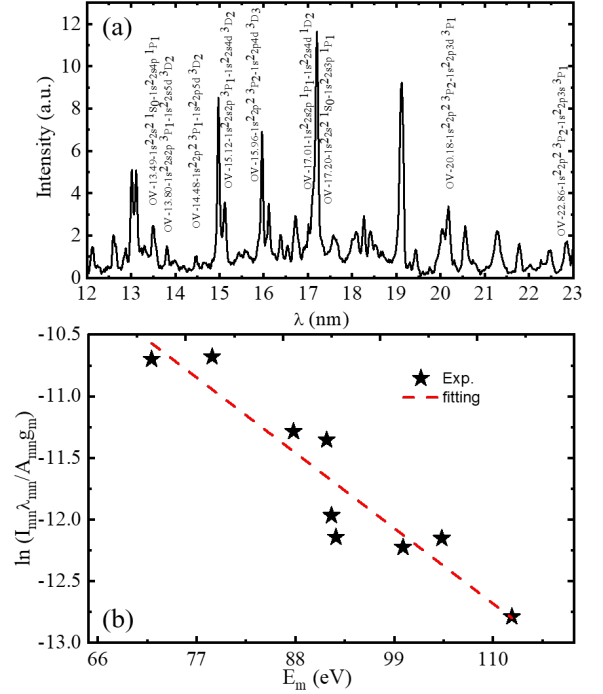 (a)
Intensity (a.u.)
12
10
8
6
4
2
0
OV-13.49-1s²2s² ¹S₀-1s²2s4p ¹P₁
OV-13.80-1s²2s2p ³P₁-1s²2s5d ³D₂
OV-14.48-1s²2p² ³P₁-1s²2p5d ³D₂
OV-15.12-1s²2s2p ³P₁-1s²2s4d ³D₂
OV-15.96-1s²2p² ³P₂-1s²2p4d ³D₃
OV-17.01-1s²2s2p ¹P₁-1s²2s4d ¹D₂
OV-17.20-1s²2s² ¹S₀-1s²2s3p ¹P₁
OV-20.18-1s²2p² ³P₂-1s²2p3d ³P₁
OV-22.86-1s²2p² ³P₂-1s²2p3s ³P₁
12 13 14 15 16 17 18 19 20 21 22 23
λ (nm)
-10.5
-11.0
-11.5
-12.0
-12.5
-13.0
ln (Iₘₙλₘₙ/Aₘₙgₘ)
Exp.
fitting
(b)
66 77 88 99 110
Eₘ (eV)